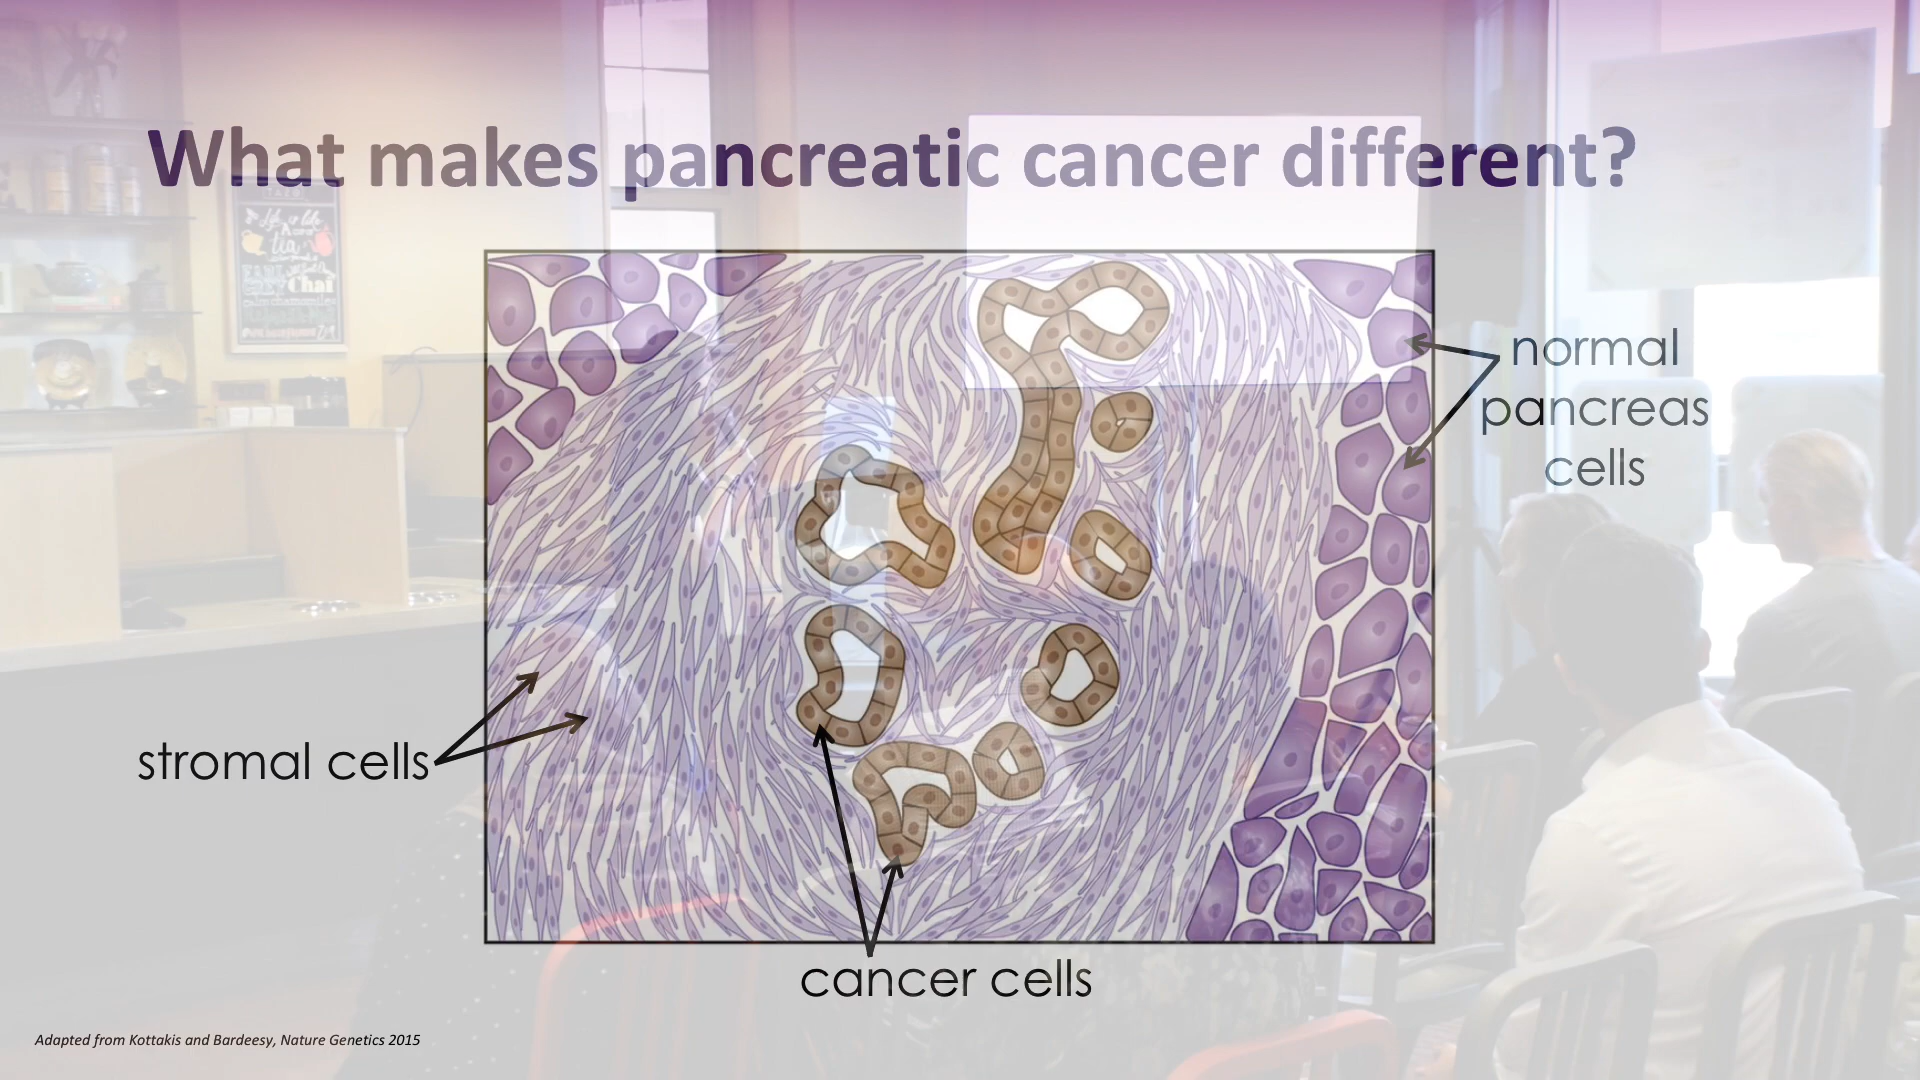 What makes pancreatic cancer different?
Chai
normal
pancreas
cells
stromal cells
cancer cells
Adapted from Kottakis and Bardeesy, Nature Genetics 2015